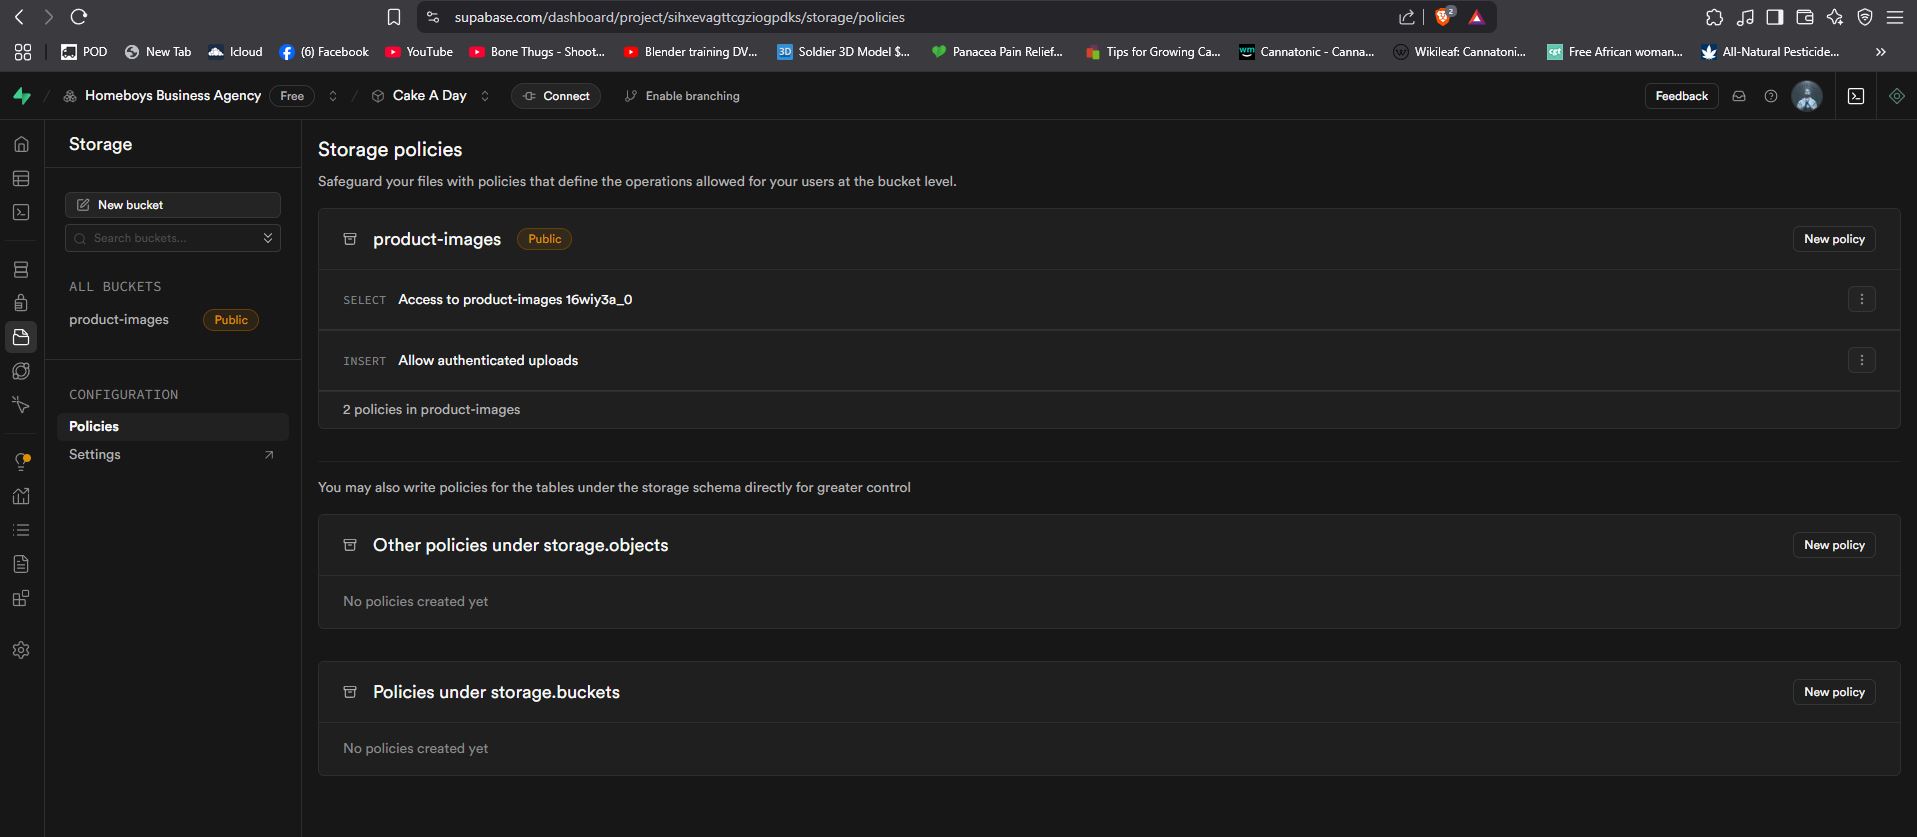 supabase.com/dashboard/project/sihxevagttcgziogpdks/storage/policies
2
POD
New Tab
Icloud
(6) Facebook
YouTube
Bone Thugs - Shoot...
Blender training DV...
3D
Soldier 3D Model $...
Panacea Pain Relief...
Tips for Growing Ca...
wm
Cannatonic - Canna...
W
Wikileaf: Cannatoni...
cgt
Free African woman...
All-Natural Pesticide...
Homeboys Business Agency
Free
Cake A Day
Connect
Enable branching
Feedback
Storage
New bucket
Search buckets...
ALL BUCKETS
product-images
Public
CONFIGURATION
Policies
Settings
Storage policies
Safeguard your files with policies that define the operations allowed for your users at the bucket level.
product-images
Public
New policy
SELECT Access to product-images 16wiy3a_0
INSERT Allow authenticated uploads
2 policies in product-images
You may also write policies for the tables under the storage schema directly for greater control
Other policies under storage.objects
New policy
No policies created yet
Policies under storage.buckets
New policy
No policies created yet